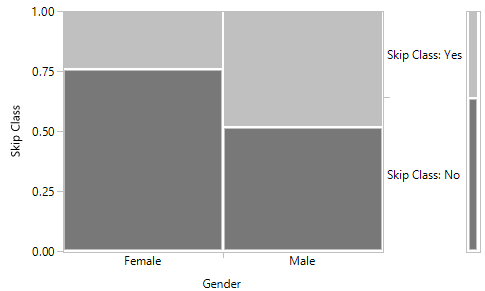 1.00
0.75
0.50
0.25
0.00
Skip Class
Female
Male
Gender
Skip Class: Yes
Skip Class: No